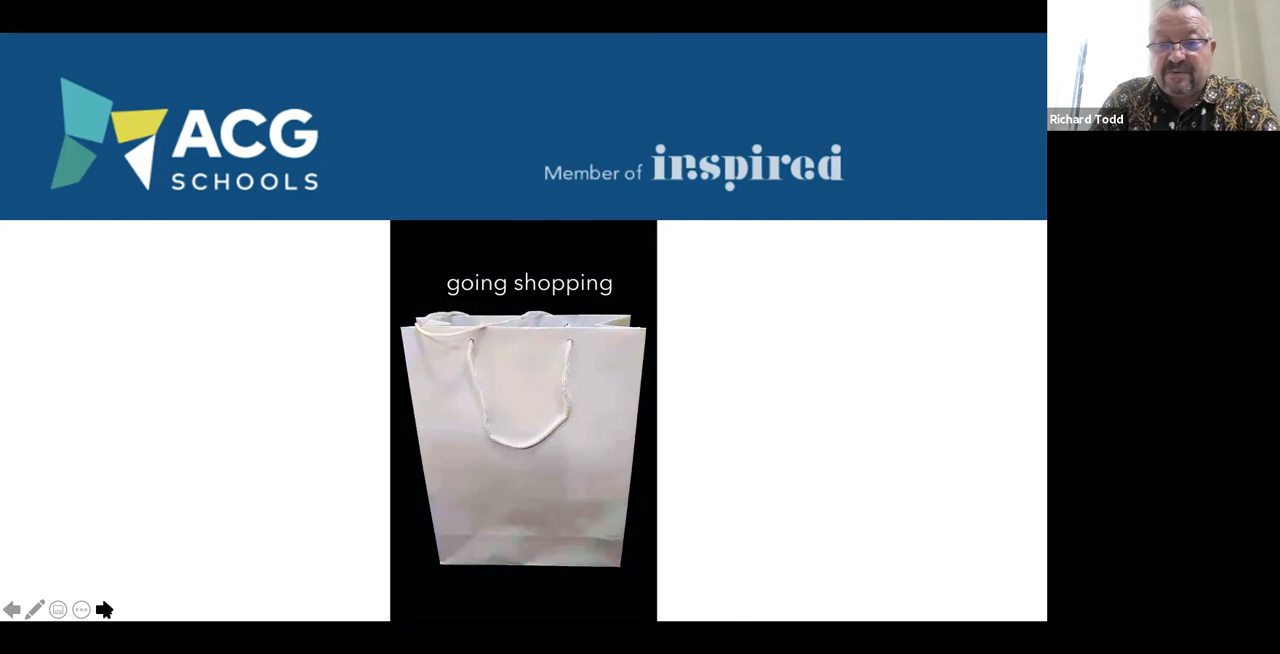 ACG
SCHOOLS
Member of inspired
Richard Todd
going shopping